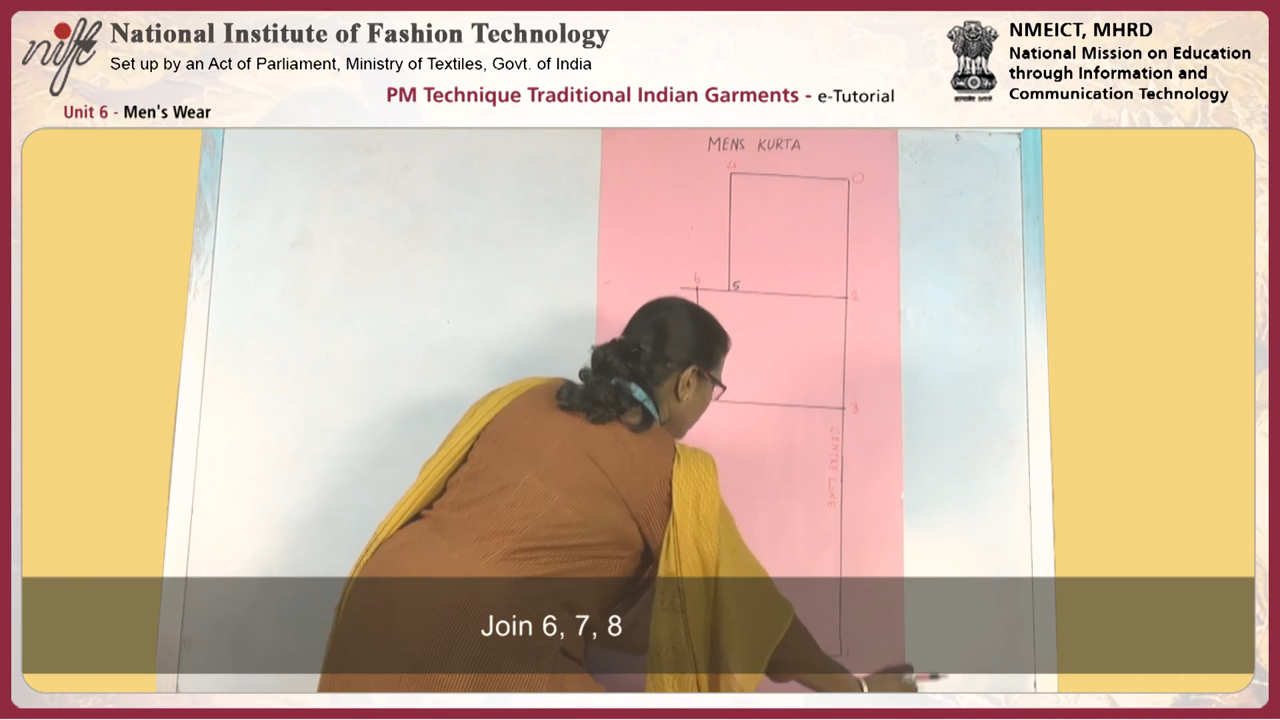 nift
National Institute of Fashion Technology
Set up by an Act of Parliament, Ministry of Textiles, Govt. of India
NMEICT, MHRD
National Mission on Education
through Information and
Communication Technology
PM Technique Traditional Indian Garments - e-Tutorial
Unit 6 - Men's Wear
MENS KURTA
4
0
6
5
2
3
CENTRE LINE
Join 6, 7, 8